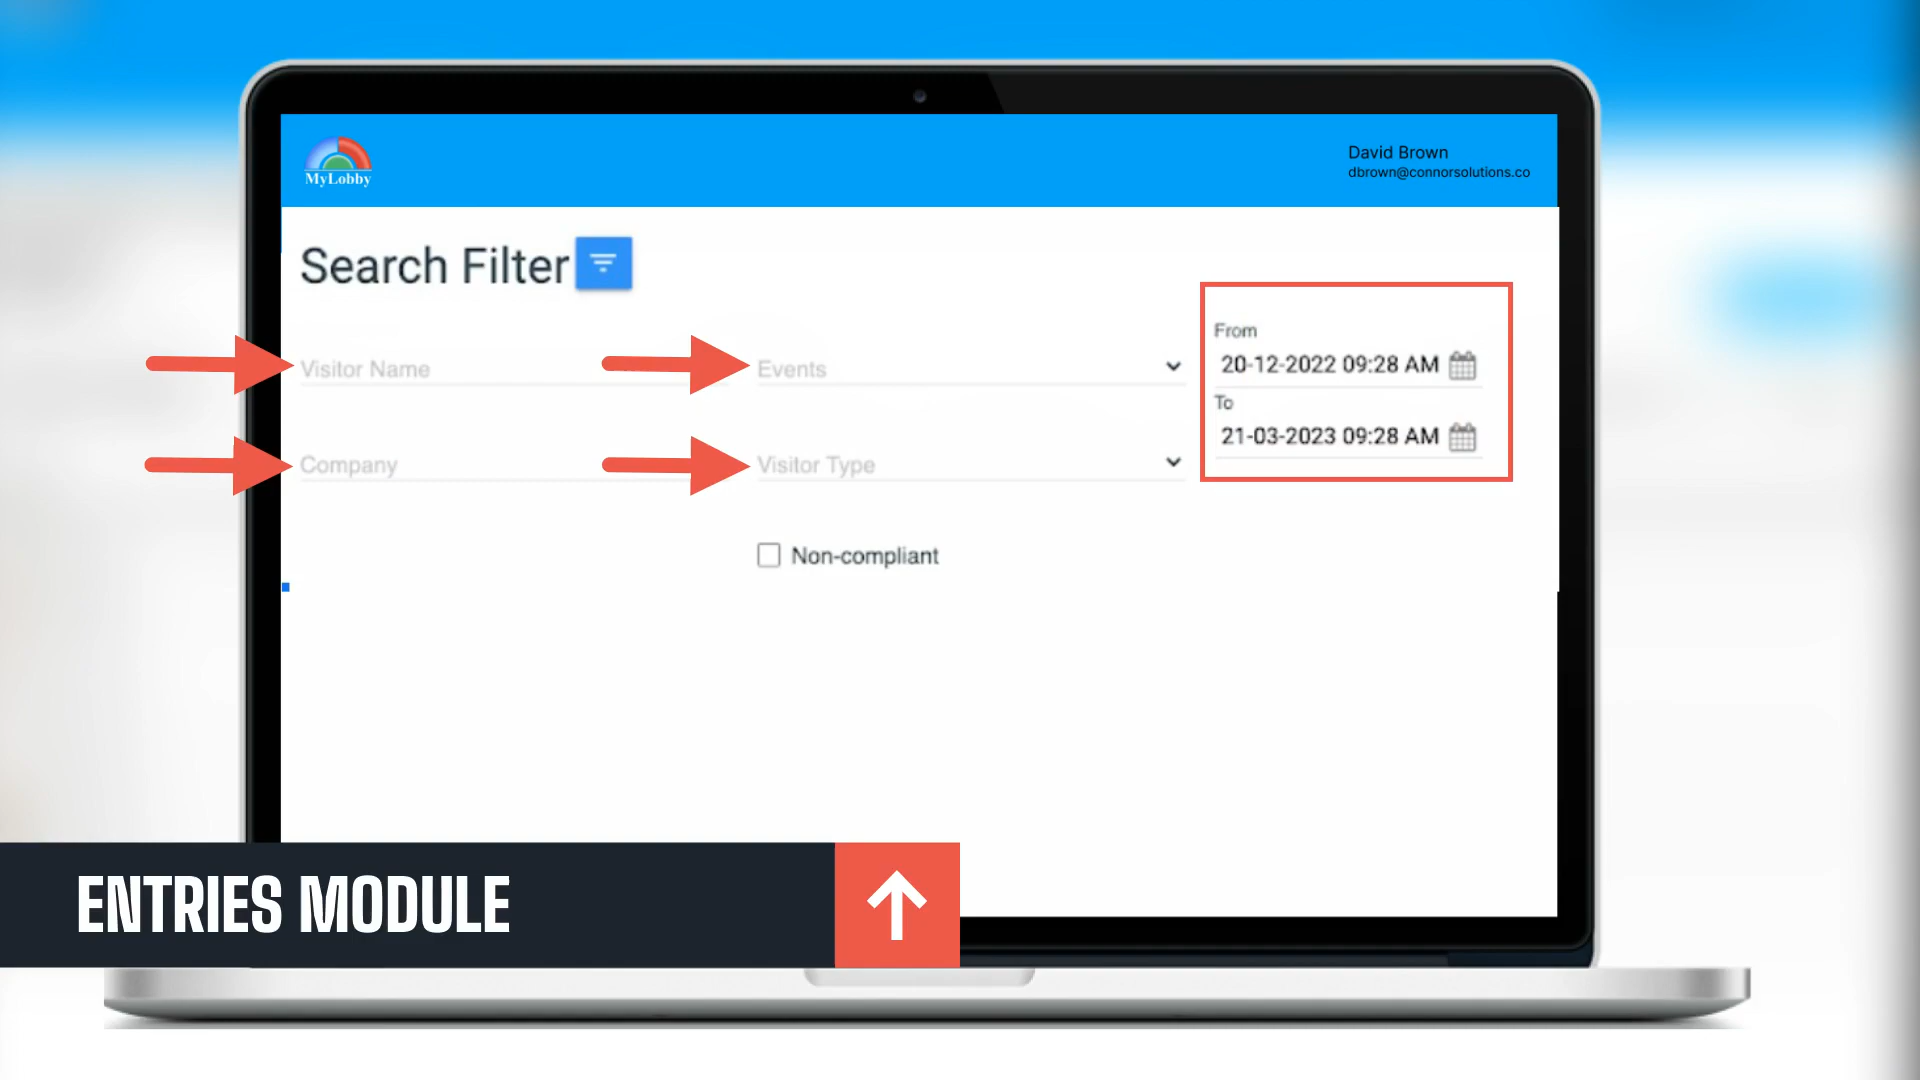 MyLobby
David Brown
dbrown@connorsolutions.co
Search Filter
Visitor Name
Events
From
20-12-2022 09:28 AM
To
21-03-2023 09:28 AM
Company
Visitor Type
Non-compliant
ENTRIES MODULE